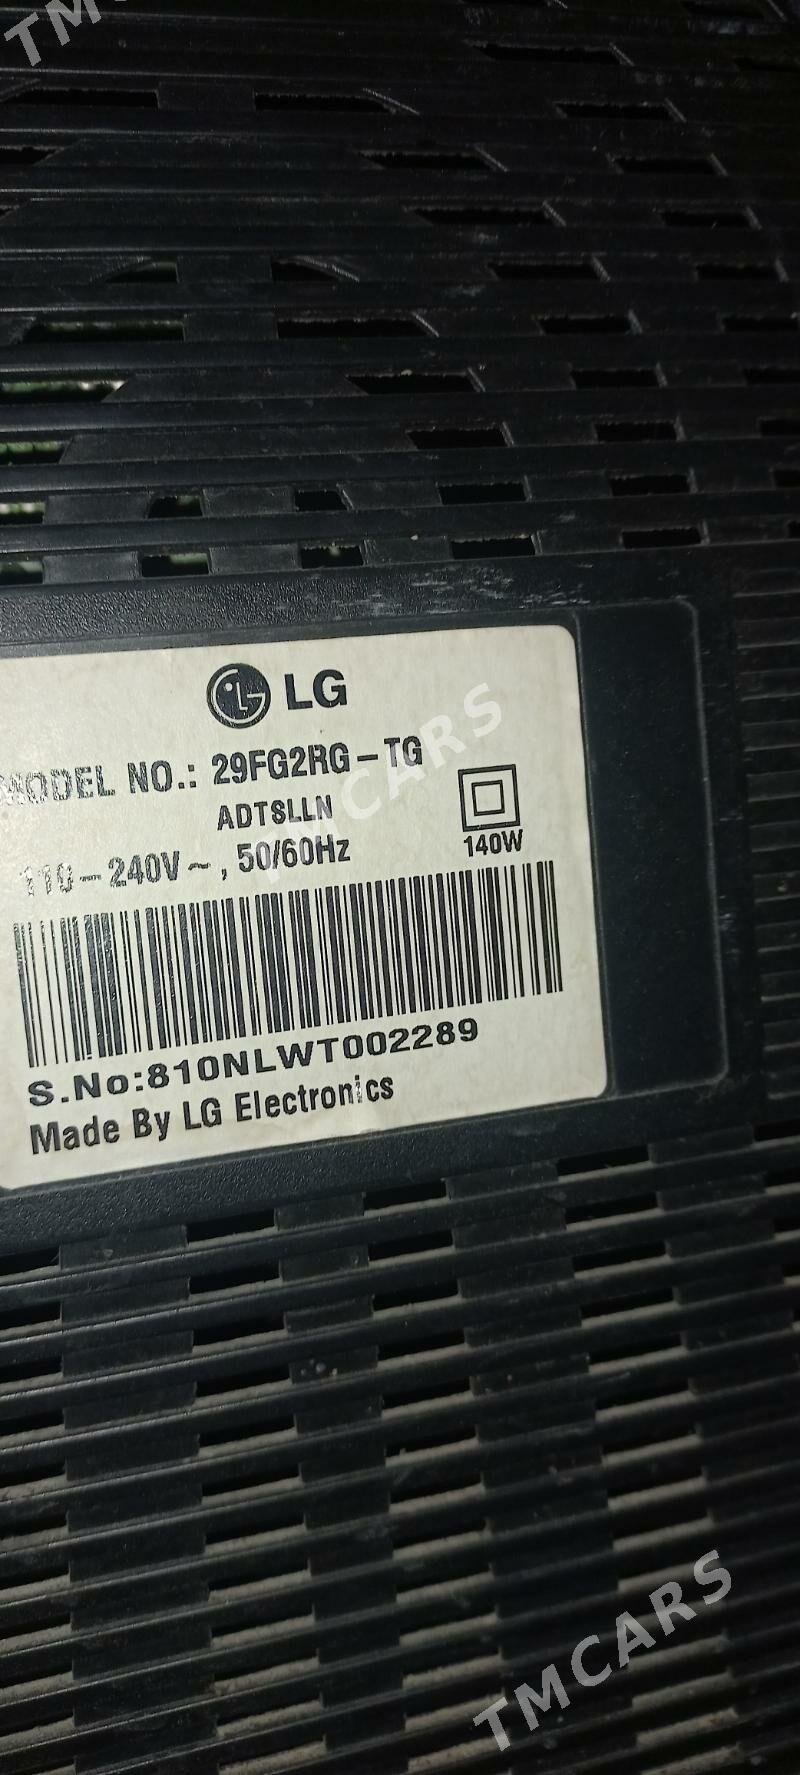 TMCARS
LG
MODEL NO.: 29FG2RG-TG
ADTSLLN
110-240V~, 50/60Hz
140W
TMCARS
S.No:810NLWT002289
Made By LG Electronics
TMCARS